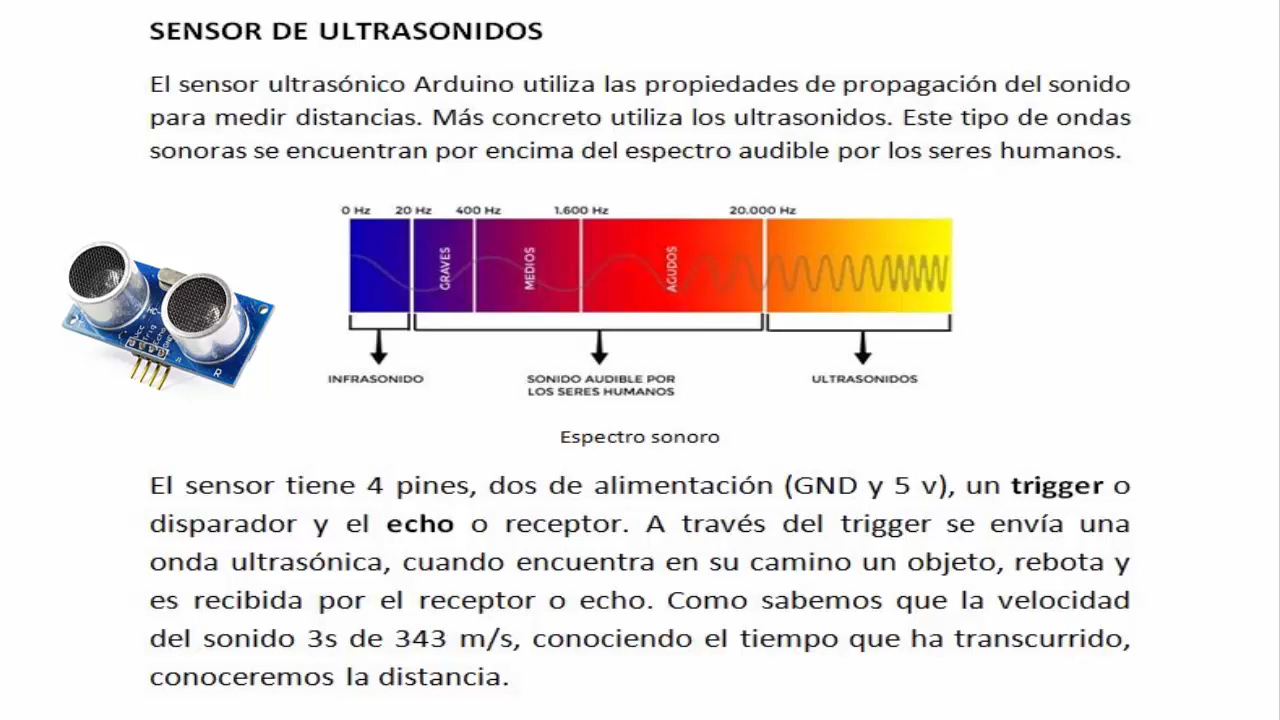 SENSOR DE ULTRASONIDOS
El sensor ultrasónico Arduino utiliza las propiedades de propagación del sonido
para medir distancias. Más concreto utiliza los ultrasonidos. Este tipo de ondas
sonoras se encuentran por encima del espectro audible por los seres humanos.
0 Hz 20 Hz 400 Hz 1.600 Hz 20.000 Hz
GRAVES
MEDIOS
AGUDOS
INFRASONIDO
SONIDO AUDIBLE POR
LOS SERES HUMANOS
ULTRASONIDOS
Vcc
Trig
Echo
Gnd
R
Espectro sonoro
El sensor tiene 4 pines, dos de alimentación (GND y 5 v), un trigger o
disparador y el echo o receptor. A través del trigger se envía una
onda ultrasónica, cuando encuentra en su camino un objeto, rebota y
es recibida por el receptor o echo. Como sabemos que la velocidad
del sonido 3s de 343 m/s, conociendo el tiempo que ha transcurrido,
conoceremos la distancia.